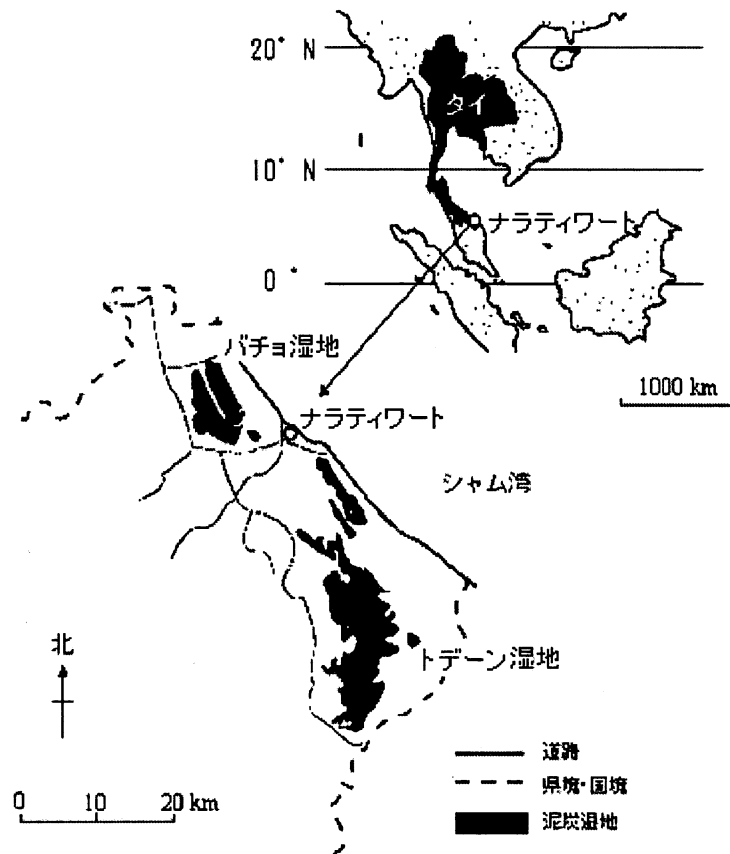 20° N
タイ
10° N
ナラティワート
0°
バチョ湿地
1000 km
ナラティワート
シャム湾
北
トデーン湿地
道路
県境・国境
0 10 20 km
泥炭湿地